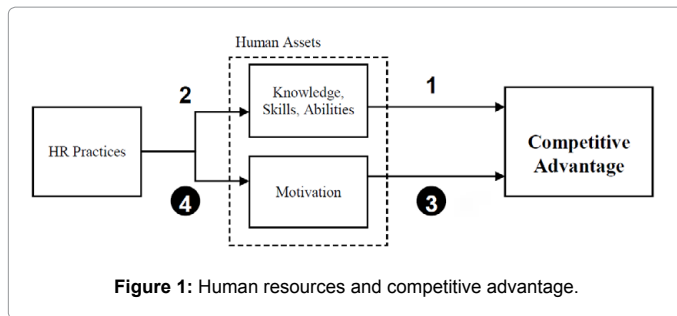 Human Assets
2
Knowledge,
Skills, Abilities
1
HR Practices
Competitive
Advantage
Motivation
4
3
Figure 1: Human resources and competitive advantage.